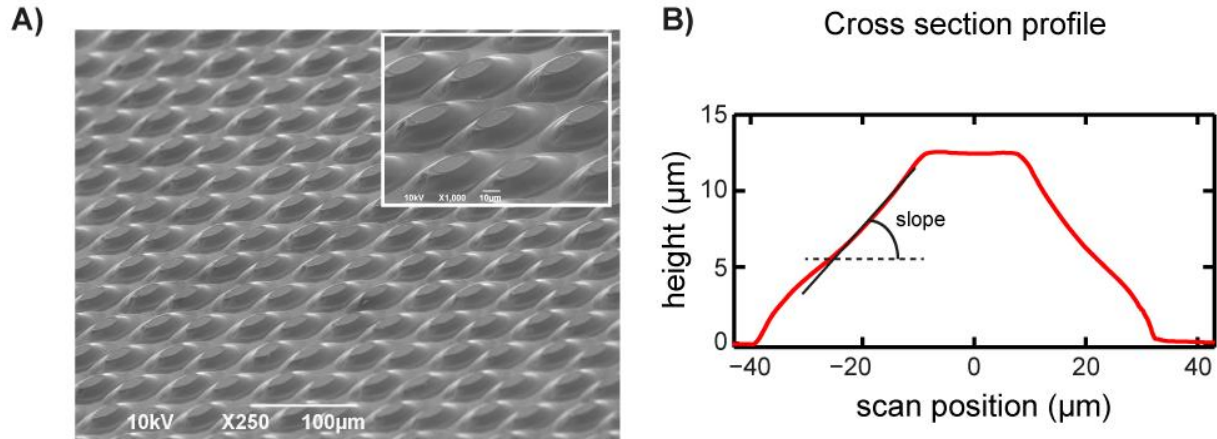 A)
10kV X1,000 10µm
10kV X250 100µm
B)
Cross section profile
15
10
5
0
height (µm)
slope
−40 −20 0 20 40
scan position (µm)